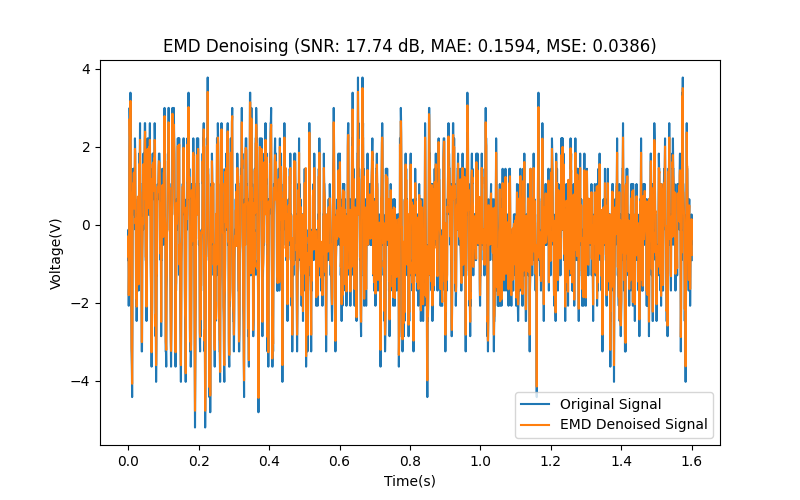 EMD Denoising (SNR: 17.74 dB, MAE: 0.1594, MSE: 0.0386)
4
2
0
−2
−4
Voltage(V)
0.0 0.2 0.4 0.6 0.8 1.0 1.2 1.4 1.6
Time(s)
Original Signal
EMD Denoised Signal